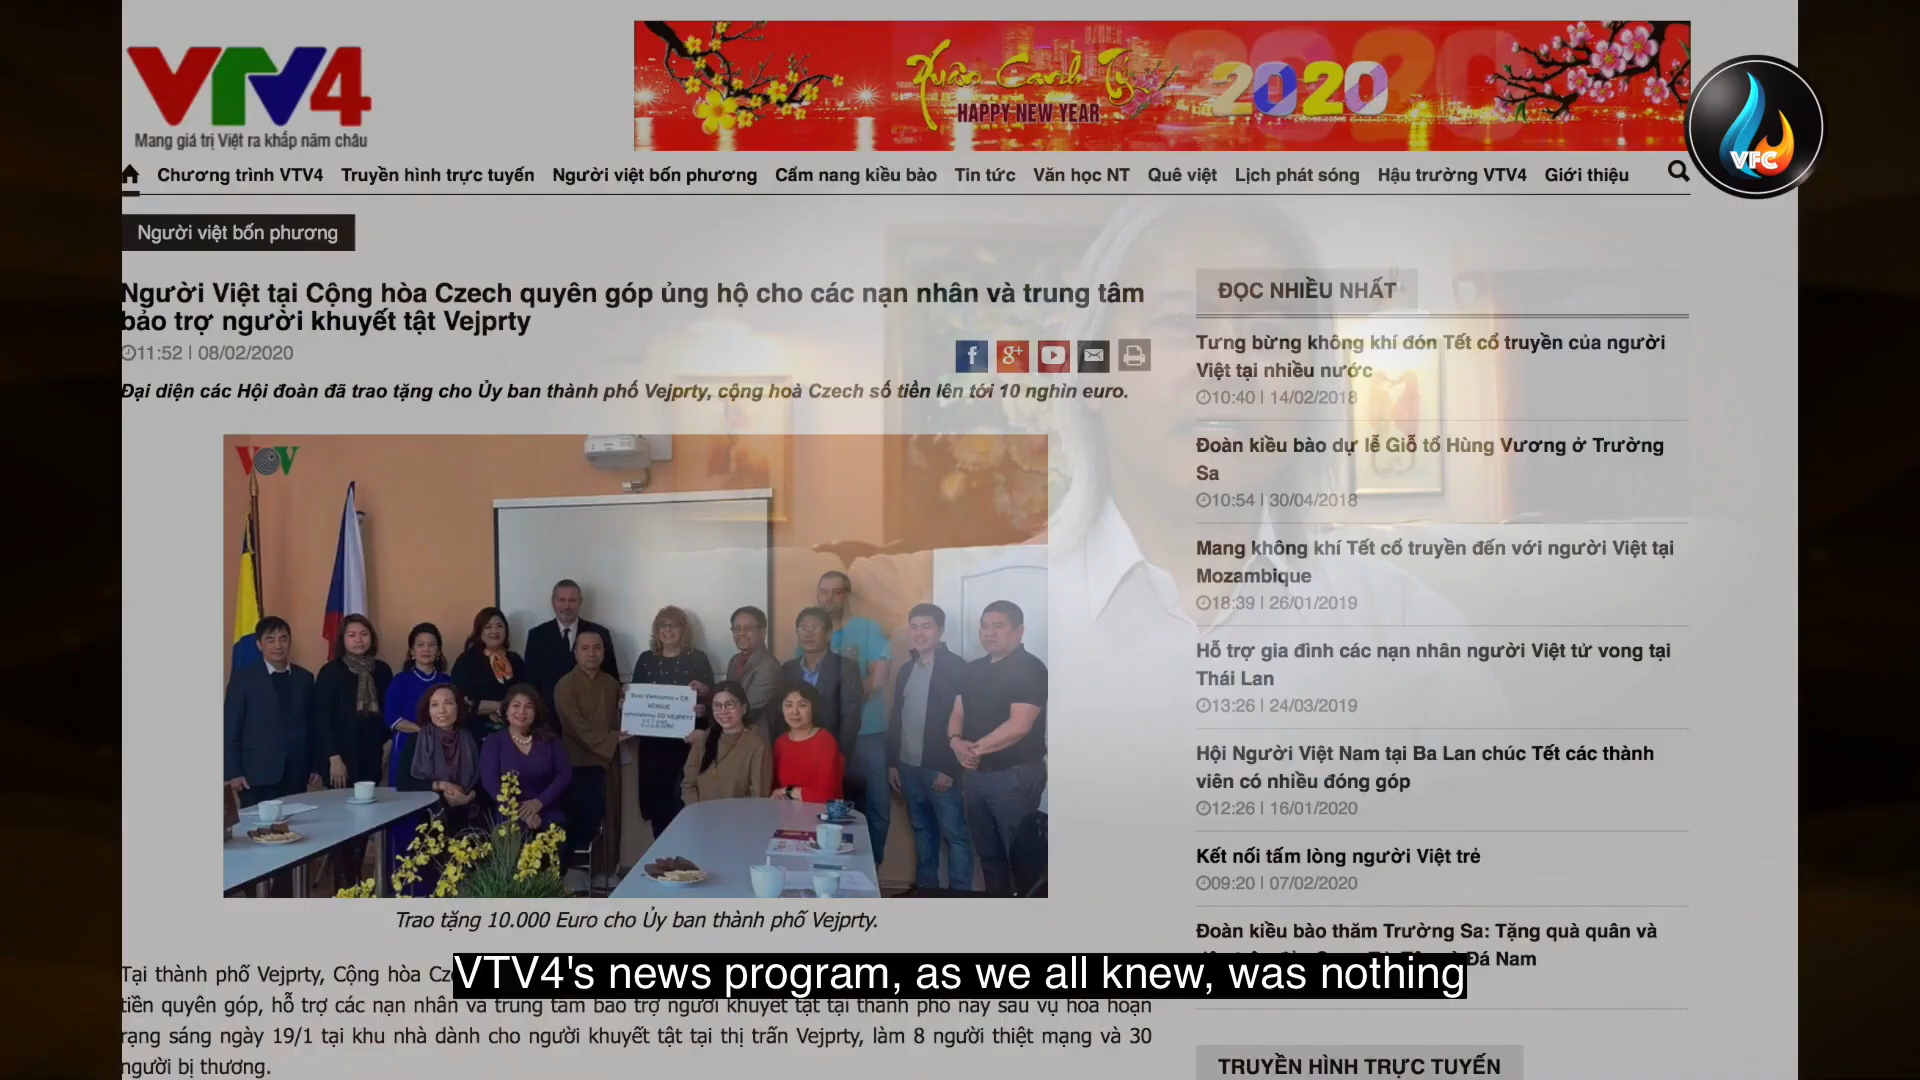 VTV4
Mang giá trị Việt ra khắp năm châu
Xuân Canh Tý
HAPPY NEW YEAR
2020
VFC
Chương trình VTV4 Truyền hình trực tuyến Người việt bốn phương Cẩm nang kiều bào Tin tức Văn học NT Quê việt Lịch phát sóng Hậu trường VTV4 Giới thiệu
Người việt bốn phương
Người Việt tại Cộng hòa Czech quyên góp ủng hộ cho các nạn nhân và trung tâm
bảo trợ người khuyết tật Vejprty
11:52 | 08/02/2020
Đại diện các Hội đoàn đã trao tặng cho Ủy ban thành phố Vejprty, cộng hoà Czech số tiền lên tới 10 nghìn euro.
VOV
VĚNUJE
Trao tặng 10.000 Euro cho Ủy ban thành phố Vejprty.
Tại thành phố Vejprty, Cộng hòa
tiền quyên góp, hỗ trợ các nạn nhân và trung tâm bảo trợ người khuyết tật tại thành phố này sau vụ hỏa hoạn
rạng sáng ngày 19/1 tại khu nhà dành cho người khuyết tật tại thị trấn Vejprty, làm 8 người thiệt mạng và 30
người bị thương.
ĐỌC NHIỀU NHẤT
Tưng bừng không khí đón Tết cổ truyền của người
Việt tại nhiều nước
10:40 | 14/02/2018
Đoàn kiều bào dự lễ Giỗ tổ Hùng Vương ở Trường
Sa
10:54 | 30/04/2018
Mang không khí Tết cổ truyền đến với người Việt tại
Mozambique
18:39 | 26/01/2019
Hỗ trợ gia đình các nạn nhân người Việt tử vong tại
Thái Lan
13:26 | 24/03/2019
Hội Người Việt Nam tại Ba Lan chúc Tết các thành
viên có nhiều đóng góp
12:26 | 16/01/2020
Kết nối tấm lòng người Việt trẻ
09:20 | 07/02/2020
Đoàn kiều bào thăm Trường Sa: Tặng quà quân và
Đá Nam
TRUYỀN HÌNH TRỰC TUYẾN
VTV4's news program, as we all knew, was nothing